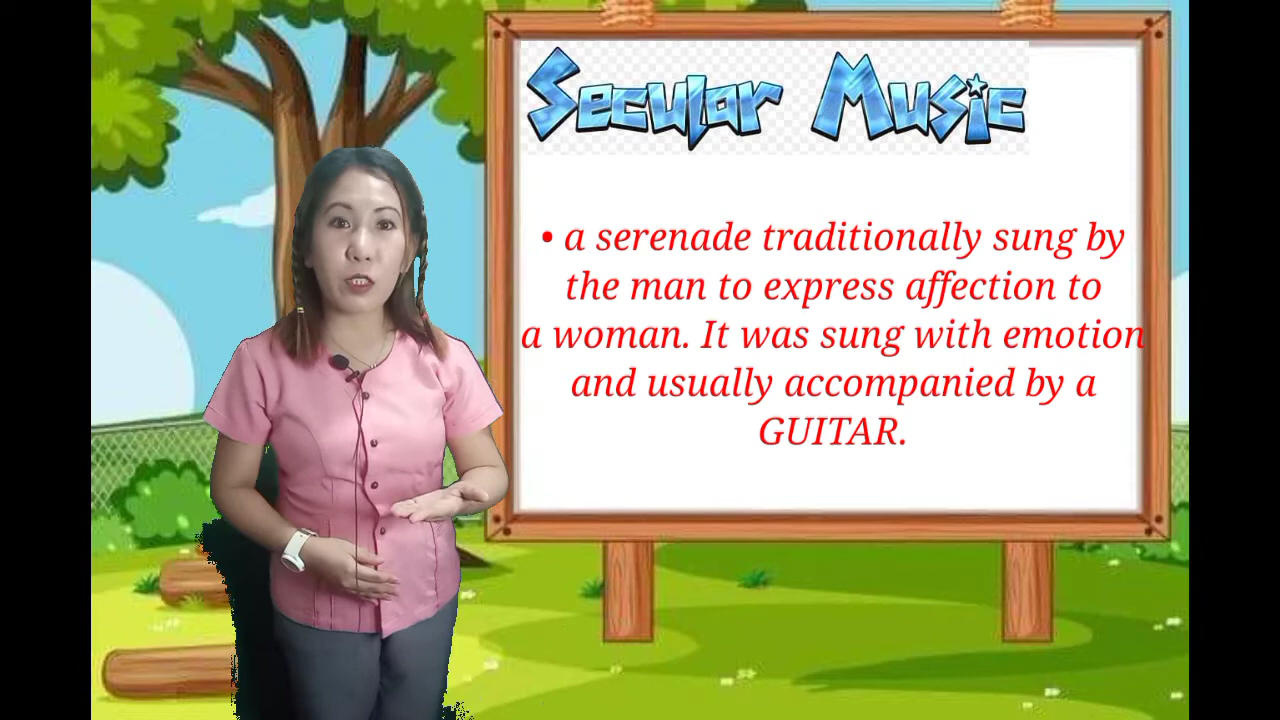 Secular Music
• a serenade traditionally sung by
the man to express affection to
a woman. It was sung with emotion
and usually accompanied by a
GUITAR.